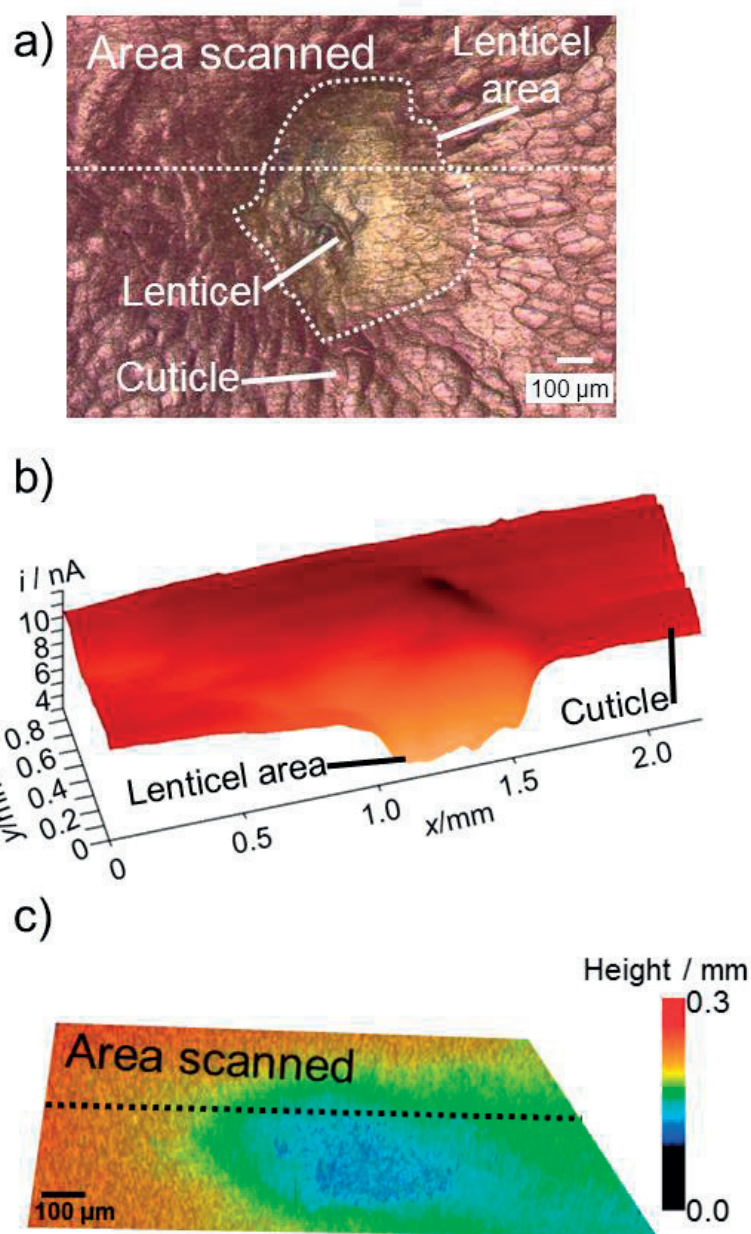 a)
Area scanned
Lenticel
area
Lenticel
Cuticle
100 µm
b)
i / nA
10
8
6
4
0.8
0.6
0.4
0.2
0
0
0.5
1.0
1.5
2.0
x/mm
Lenticel area
Cuticle
c)
Height / mm
0.3
0.0
Area scanned
100 µm